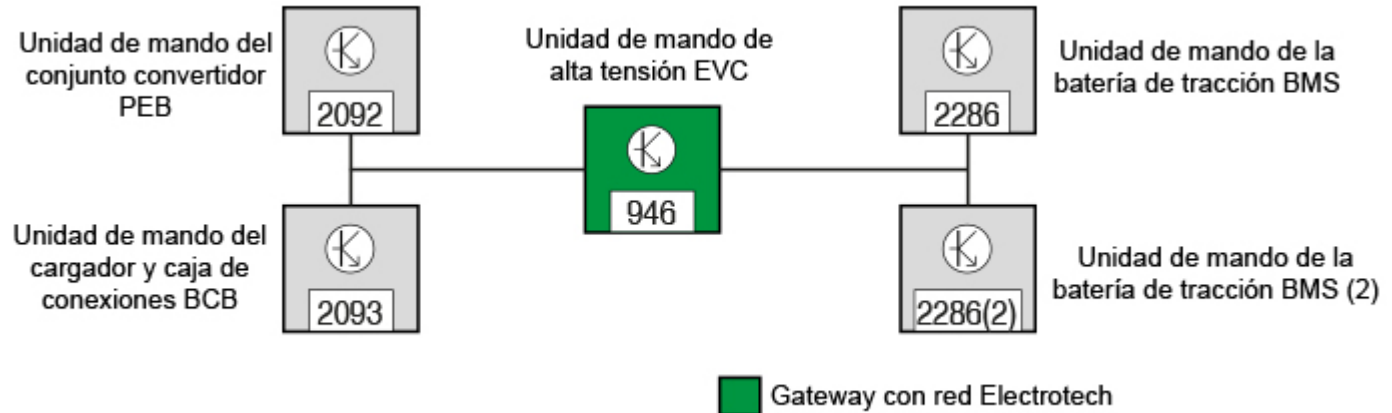 Unidad de mando del
conjunto convertidor
PEB
2092
Unidad de mando de
alta tensión EVC
946
Unidad de mando de la
batería de tracción BMS
2286
Unidad de mando del
cargador y caja de
conexiones BCB
2093
Unidad de mando de la
batería de tracción BMS (2)
2286(2)
Gateway con red Electrotech